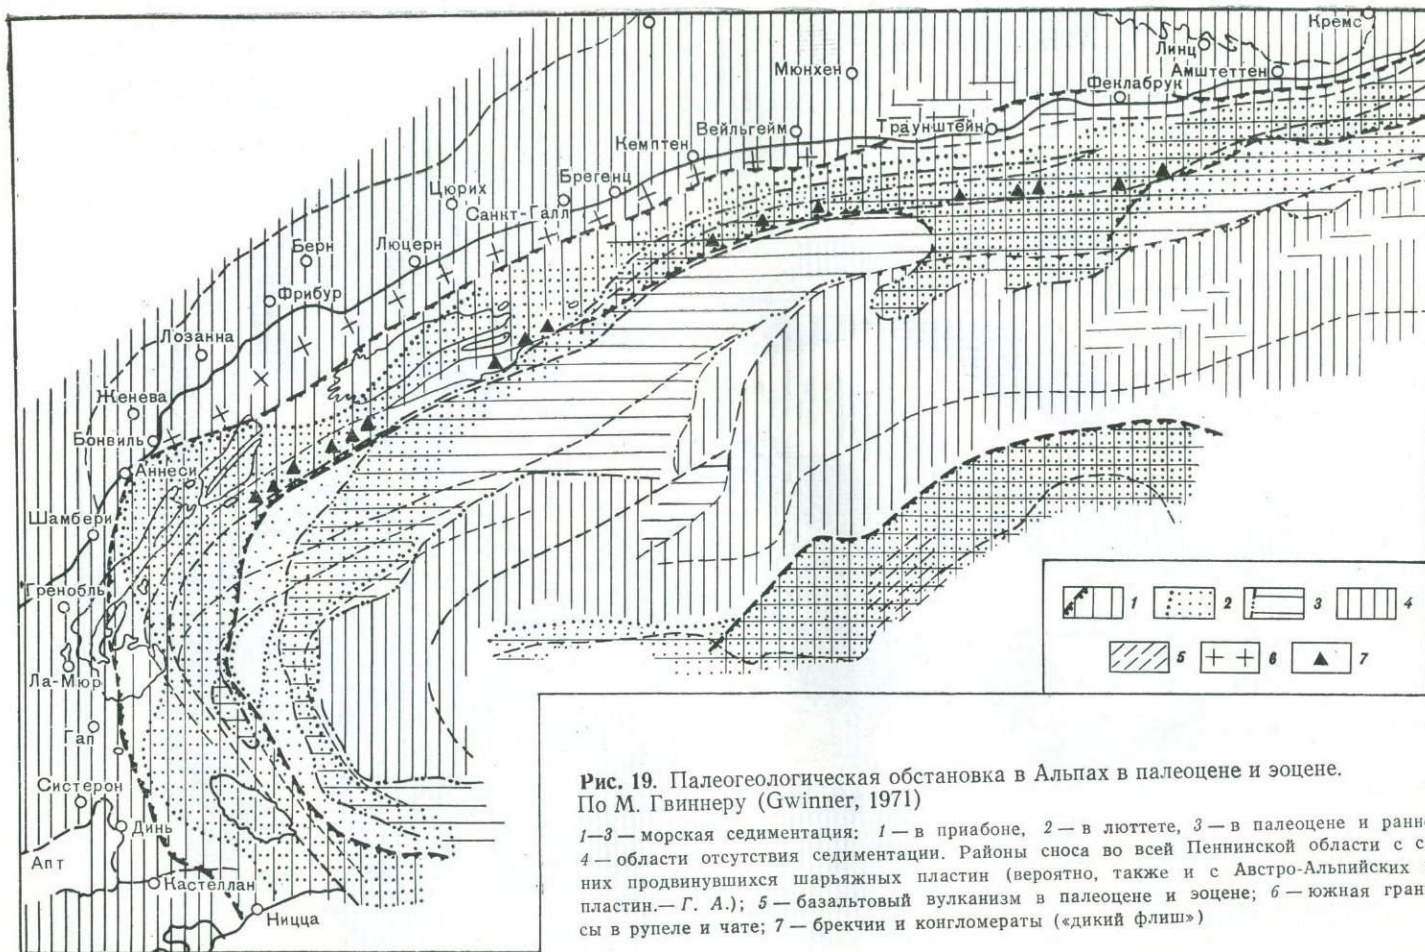 Кремс
Линц
Мюнхен
Амштеттен
Феклабрук
Вейльгейм
Траунштейн
Кемптен
Брегенц
Цюрих
Санкт-Галл
Берн
Люцерн
Фрибур
Лозанна
Женева
Бонвиль
Аннеси
Шамбери
Гренобль
Ла-Мюр
Гап
Систерон
Динь
Апт
Кастеллан
Ницца
1 2 3 4
5 6 7
Рис. 19. Палеогеологическая обстановка в Альпах в палеоцене и эоцене.
По М. Гвиннеру (Gwinner, 1971)
1—3 — морская седиментация: 1 — в приабоне, 2 — в лютете, 3 — в палеоцене и ранн
4 — области отсутствия седиментации. Районы сноса во всей Пеннинской области с с
них продвинувшихся шарьяжных пластин (вероятно, также и с Австро-Альпийских
пластин.— Г. А.); 5 — базальтовый вулканизм в палеоцене и эоцене; 6 — южная гран
сы в рупеле и чате; 7 — брекчии и конгломераты («дикий флиш»)